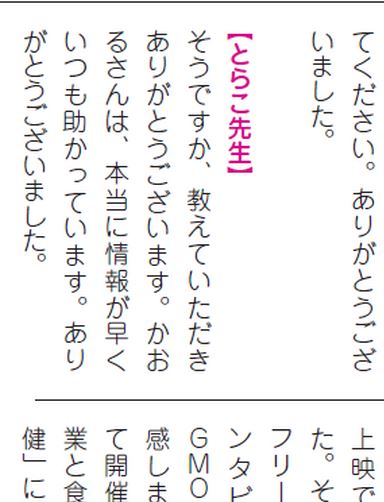 てください。ありがとうござ
いました。
【とらこ先生】
そうですか、教えていただき
ありがとうございます。かお
るさんは、本当に情報が早く
いつも助かっています。あり
がとうございました。
上映で
た。そ
フリー
ンタビ
GMO
感しま
て開催
業と食
健」に